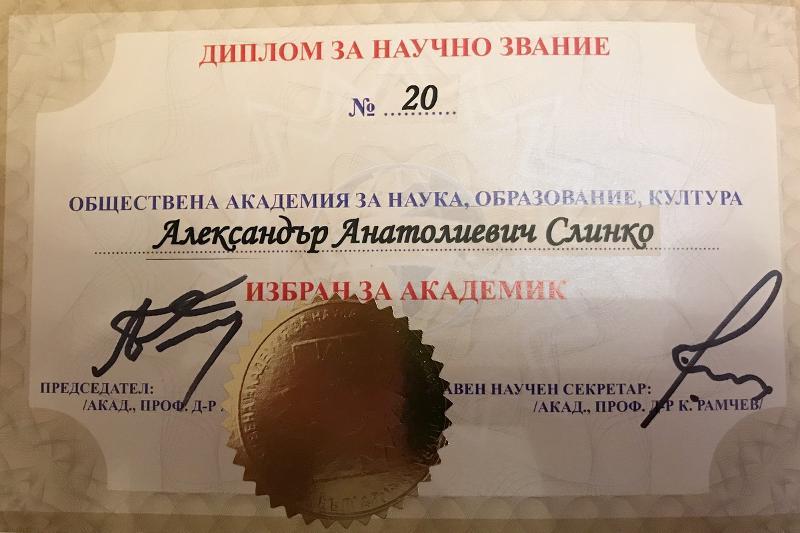 ДИПЛОМ ЗА НАУЧНО ЗВАНИЕ
№ 20
ОБЩЕСТВЕНА АКАДЕМИЯ ЗА НАУКА, ОБРАЗОВАНИЕ, КУЛТУРА
Александър Анатолиевич Слинко
ИЗБРАН ЗА АКАДЕМИК
ПРЕДСЕДАТЕЛ:
/АКАД., ПРОФ. Д-Р
АВЕН НАУЧЕН СЕКРЕТАР:
/АКАД., ПРОФ. Д-Р К. РАМЧЕВ/